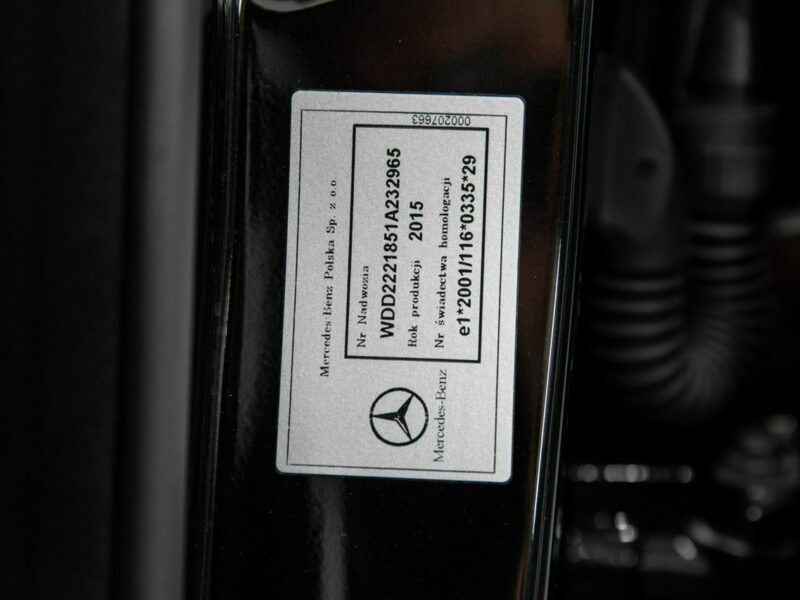 Mercedes-Benz Polska Sp. z o.o.
000207663
Nr Nadwozia
WDD2221851A232965
Rok produkcji 2015
Nr świadectwa homologacji
e1*2001/116*0335*29
Mercedes-Benz